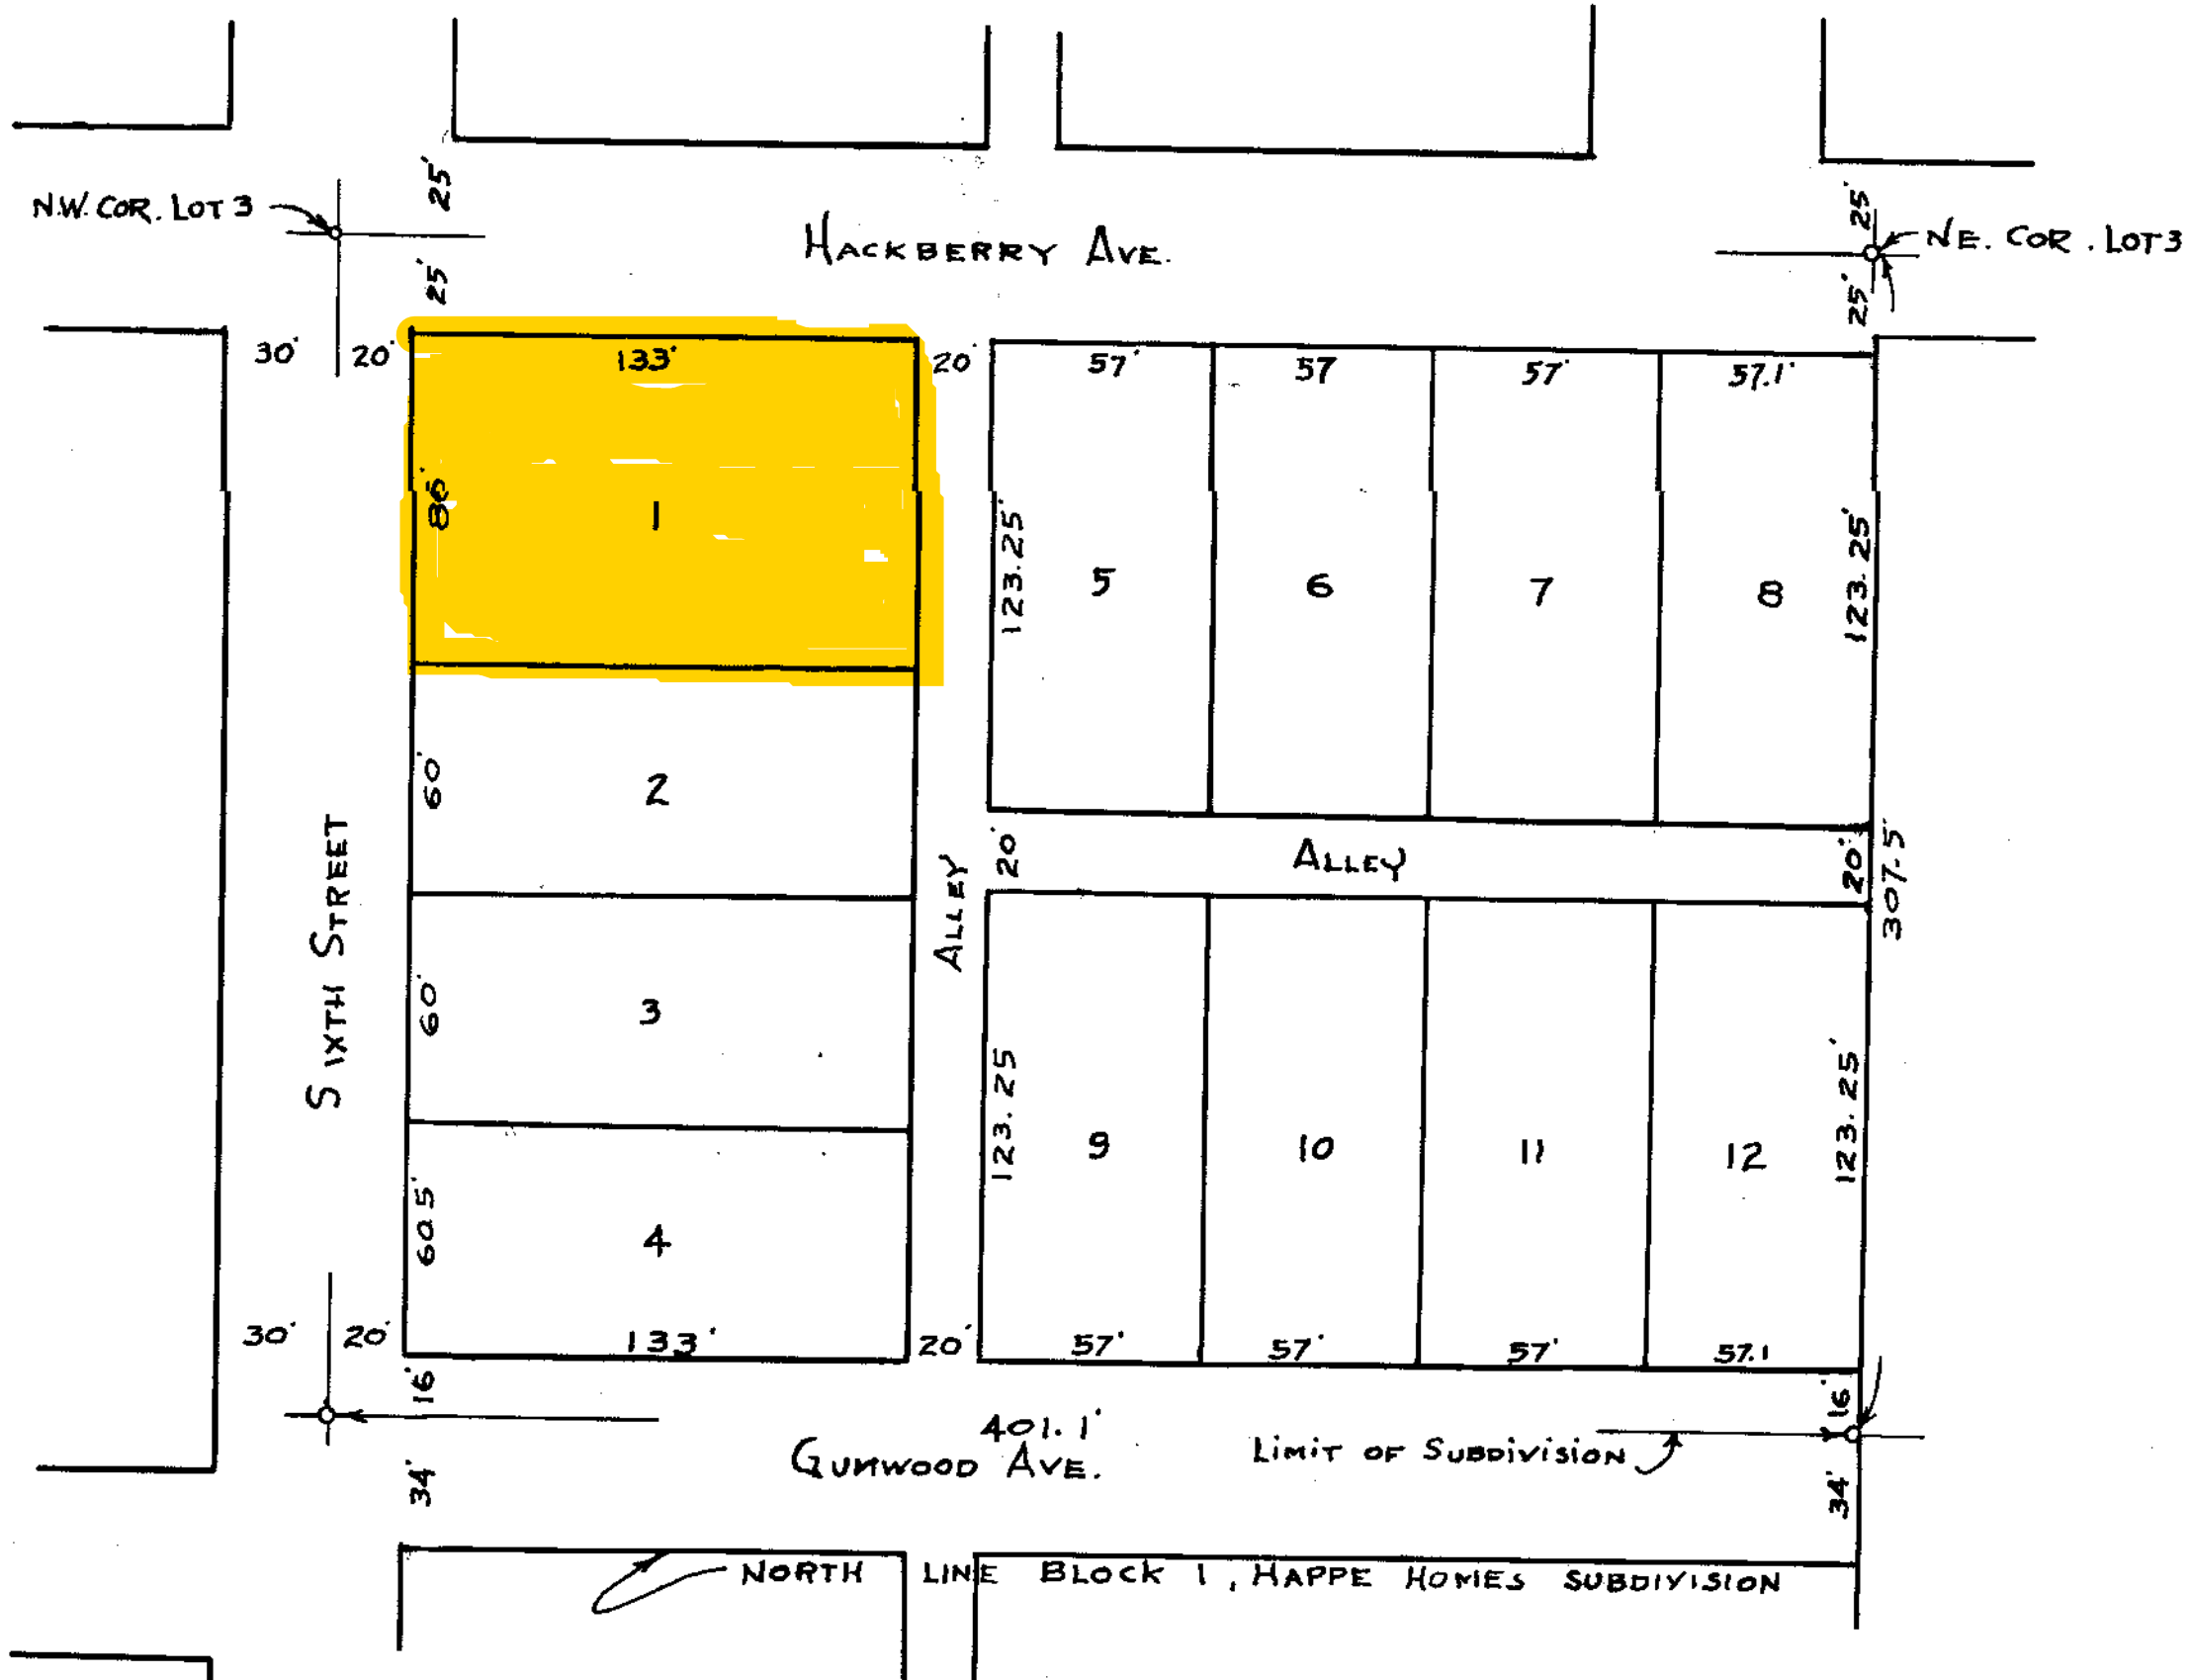 25'
N.W. COR. LOT 3
25'
HACKBERRY AVE.
25'
NE. COR. LOT 3
25'
30' 20' 133' 20' 57' 57 57' 57.1'
86'
1
123.25'
5
6
7
8
123.25'
60'
2
SIXTH STREET
ALLEY
20'
ALLEY
20'
307.5'
60'
3
123.25
9
10
11
12
123.25'
60.5'
4
30' 20' 133' 20' 57' 57' 57' 57.1
16'
16'
401.1'
GUMWOOD AVE.
LIMIT OF SUBDIVISION
34'
34'
NORTH LINE BLOCK 1, HAPPE HOMES SUBDIVISION